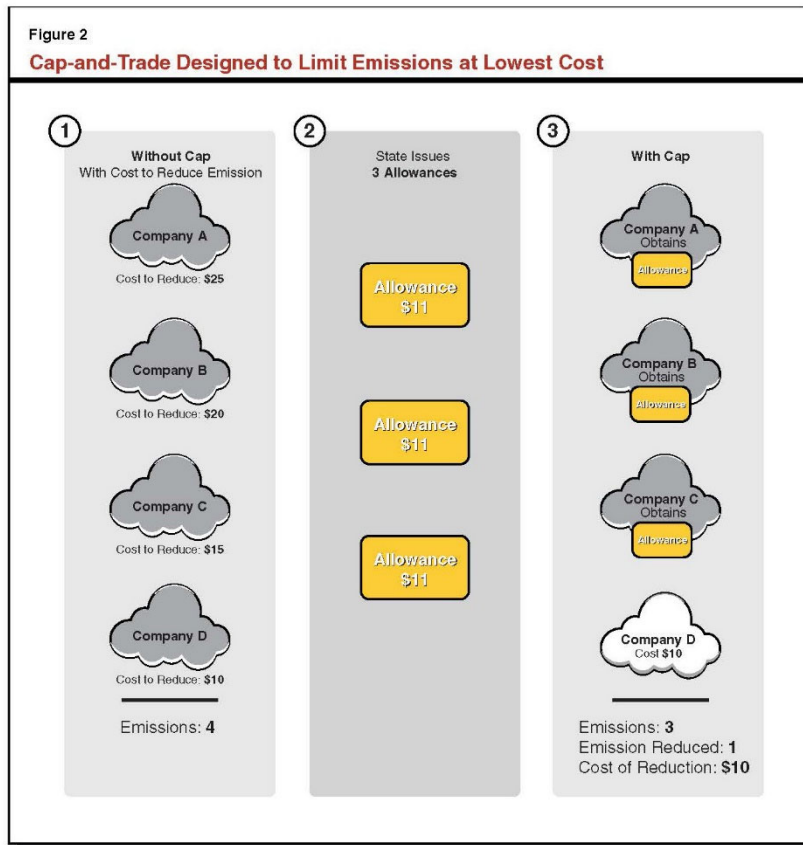 Figure 2
Cap-and-Trade Designed to Limit Emissions at Lowest Cost
1
Without Cap
With Cost to Reduce Emission
Company A
Cost to Reduce: $25
Company B
Cost to Reduce: $20
Company C
Cost to Reduce: $15
Company D
Cost to Reduce: $10
Emissions: 4
2
State Issues
3 Allowances
Allowance
$11
Allowance
$11
Allowance
$11
3
With Cap
Company A
Obtains
Allowance
Company B
Obtains
Allowance
Company C
Obtains
Allowance
Company D
Cost $10
Emissions: 3
Emission Reduced: 1
Cost of Reduction: $10